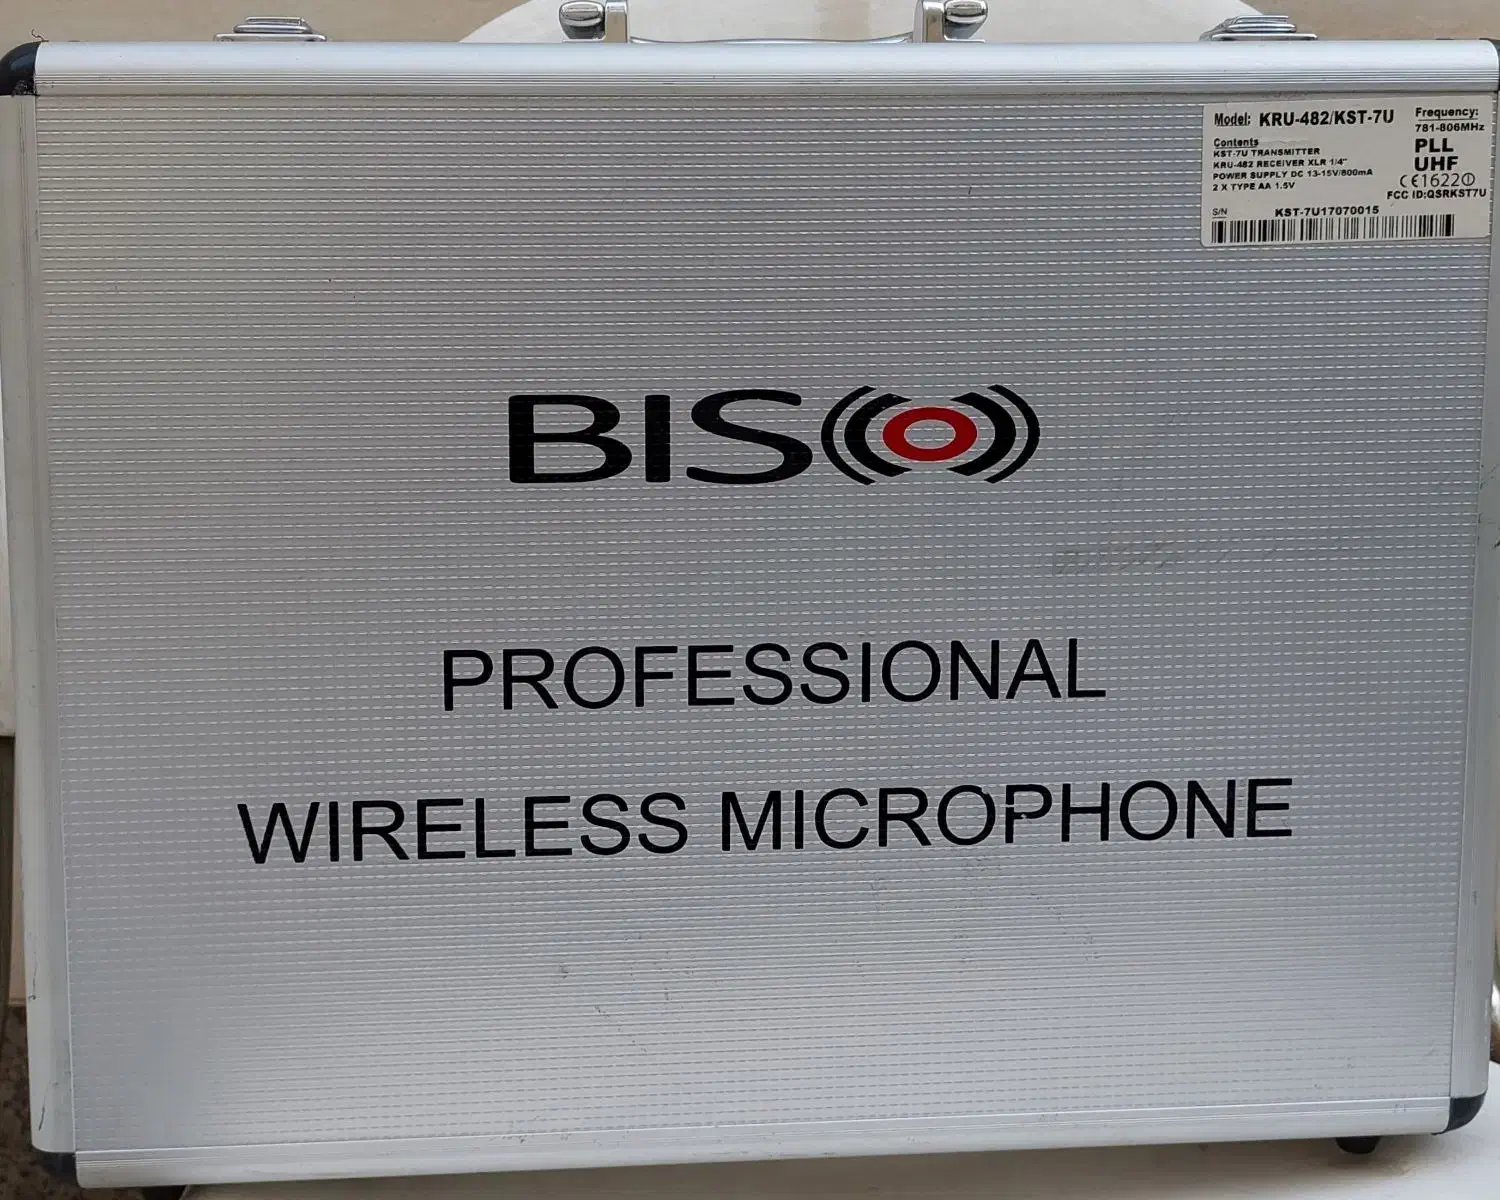 Model: KRU-482/KST-7U
Frequency:
781-806MHz
Contents
KST-7U TRANSMITTER
KRU-482 RECEIVER XLR 1/4"
POWER SUPPLY DC 13-15V/800mA
2 X TYPE AA 1.5V
PLL
UHF
CE1622
FCC ID:QSRKST7U
S/N KST-7U17070015
BISO
PROFESSIONAL
WIRELESS MICROPHONE